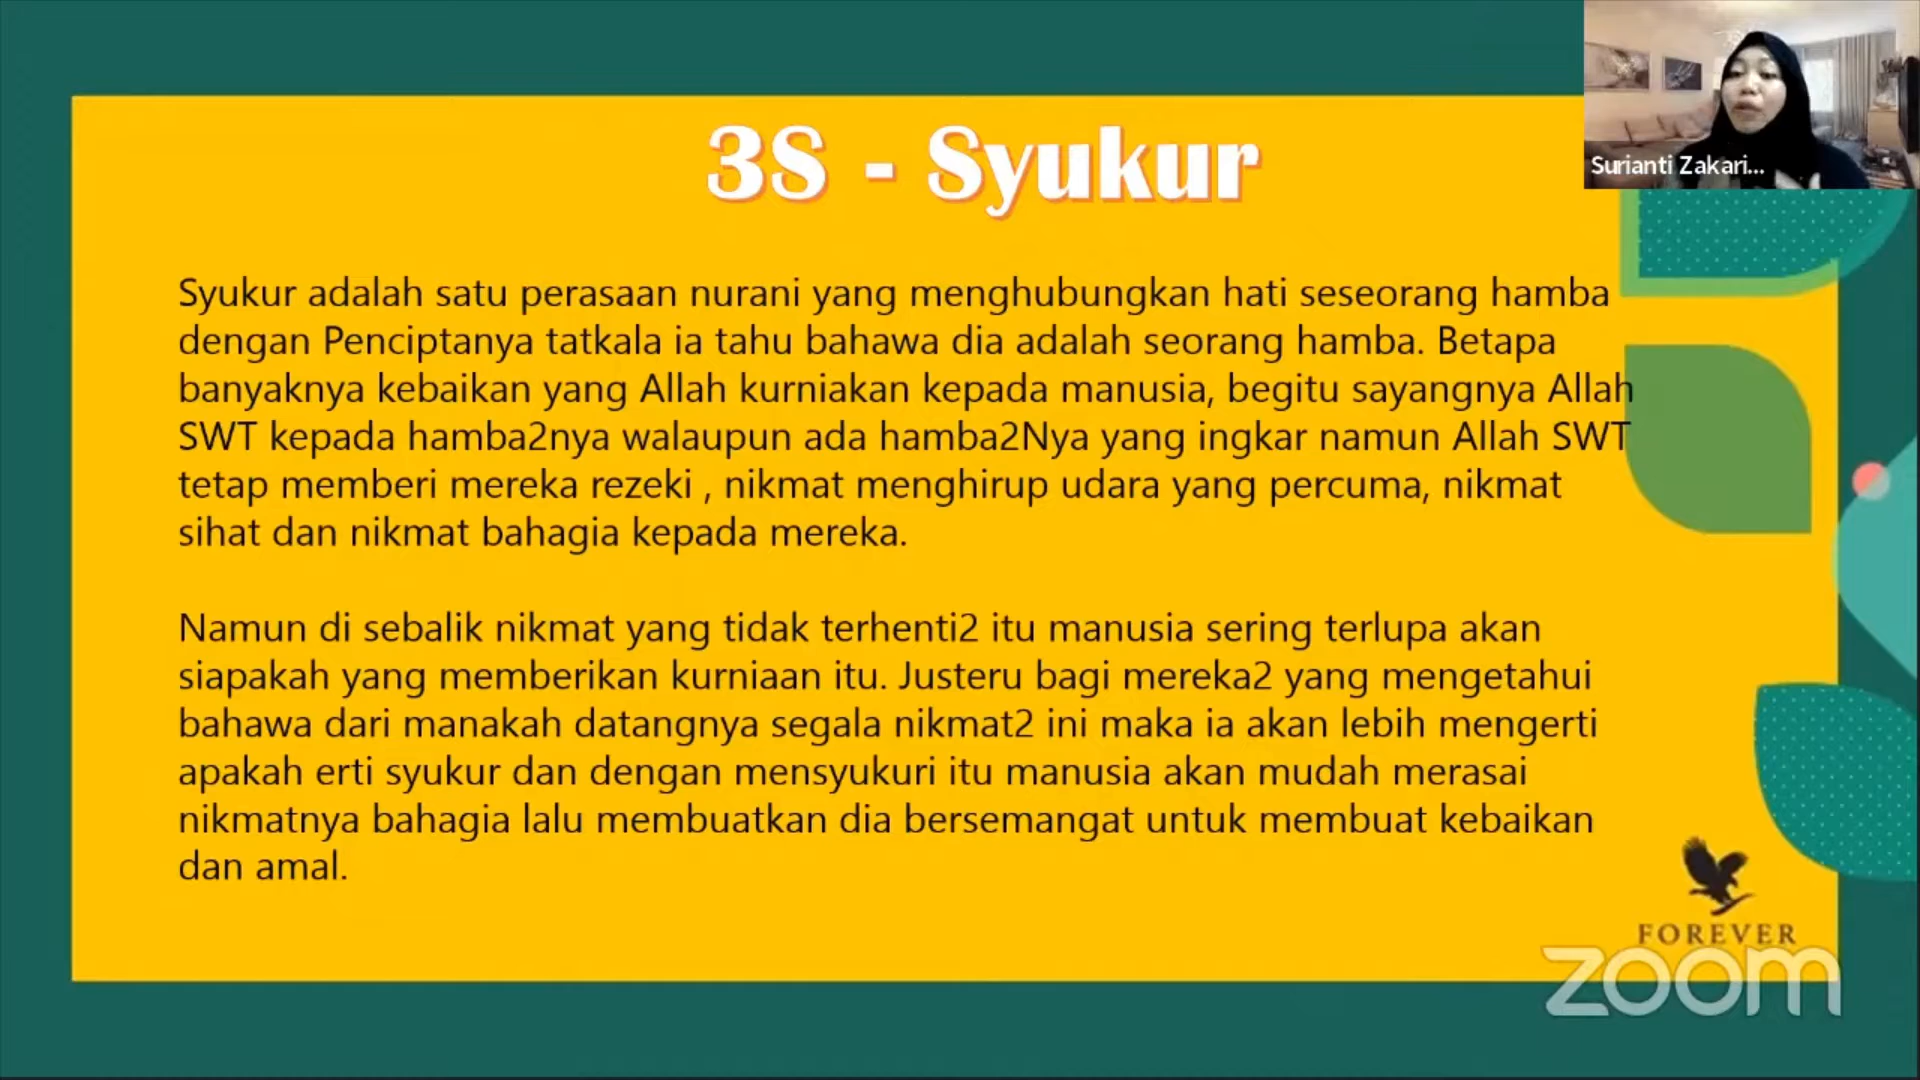 3S - Syukur
Surianti Zakari...
Syukur adalah satu perasaan nurani yang menghubungkan hati seseorang hamba
dengan Penciptanya tatkala ia tahu bahawa dia adalah seorang hamba. Betapa
banyaknya kebaikan yang Allah kurniakan kepada manusia, begitu sayangnya Allah
SWT kepada hamba2nya walaupun ada hamba2Nya yang ingkar namun Allah SWT
tetap memberi mereka rezeki , nikmat menghirup udara yang percuma, nikmat
sihat dan nikmat bahagia kepada mereka.
Namun di sebalik nikmat yang tidak terhenti2 itu manusia sering terlupa akan
siapakah yang memberikan kurniaan itu. Justeru bagi mereka2 yang mengetahui
bahawa dari manakah datangnya segala nikmat2 ini maka ia akan lebih mengerti
apakah erti syukur dan dengan mensyukuri itu manusia akan mudah merasai
nikmatnya bahagia lalu membuatkan dia bersemangat untuk membuat kebaikan
dan amal.
FOREVER
zoom